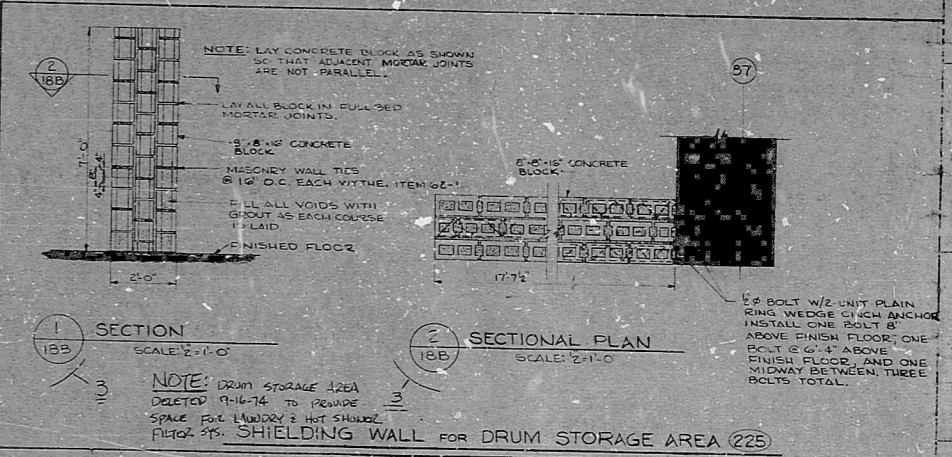 NOTE: LAY CONCRETE BLOCK AS SHOWN
SO THAT ADJACENT MORTAR JOINTS
ARE NOT PARALLEL.
2
18B
LAY ALL BLOCK IN FULL BED
MORTAR JOINTS.
8"·8"·16" CONCRETE
BLOCK
MASONRY WALL TIES
@ 16" O.C. EACH WYTHE. ITEM 62-1
FILL ALL VOIDS WITH
GROUT AS EACH COURSE
IS LAID
FINISHED FLOOR
7'-0"
2'-0"
87
8"·8"·16" CONCRETE
BLOCK
17'-7½"
½"ϕ BOLT W/2-UNIT PLAIN
RING WEDGE CINCH ANCHOR
INSTALL ONE BOLT 8"
ABOVE FINISH FLOOR, ONE
BOLT @ 6'-4" ABOVE
FINISH FLOOR, AND ONE
MIDWAY BETWEEN, THREE
BOLTS TOTAL.
1
18B
SECTION
SCALE: ½"=1'-0"
3
2
18B
SECTIONAL PLAN
SCALE: ½"=1'-0
3
NOTE: DRUM STORAGE AREA
DELETED 9-16-74 TO PROVIDE
SPACE FOR LAUNDRY & HOT SHOWER
FILTER SYS.
SHIELDING WALL FOR DRUM STORAGE AREA 225